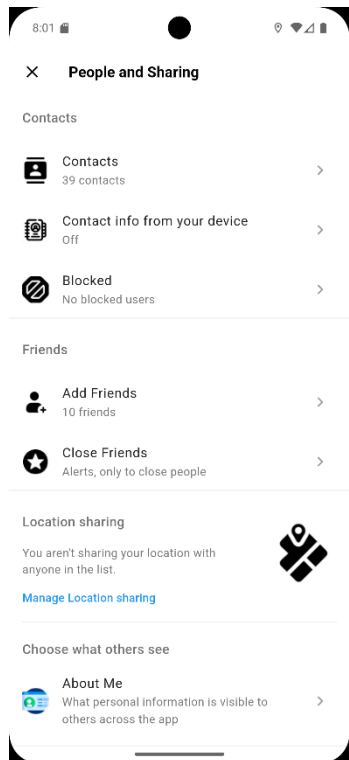 8:01
People and Sharing
Contacts
Contacts
39 contacts
Contact info from your device
Off
Blocked
No blocked users
Friends
Add Friends
10 friends
Close Friends
Alerts, only to close people
Location sharing
You aren't sharing your location with
anyone in the list.
Manage Location sharing
Choose what others see
About Me
What personal information is visible to
others across the app